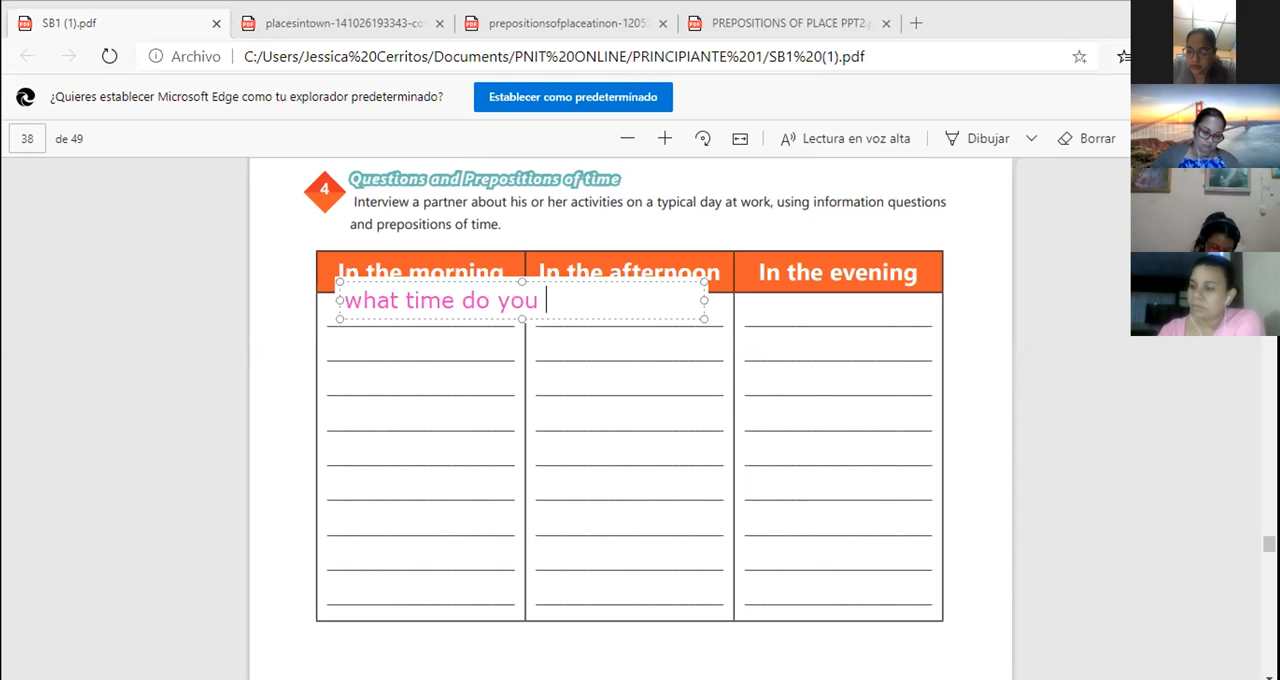 SB1 (1).pdf
placesintown-141026193343-co
prepositionsofplaceatinon-1205
PREPOSITIONS OF PLACE PPT2.p
Archivo
C:/Users/Jessica%20Cerritos/Documents/PNIT%20ONLINE/PRINCIPIANTE%201/SB1%20(1).pdf
¿Quieres establecer Microsoft Edge como tu explorador predeterminado?
Establecer como predeterminado
38 de 49
Lectura en voz alta
Dibujar
Borrar
4 Questions and Prepositions of time
Interview a partner about his or her activities on a typical day at work, using information questions
and prepositions of time.
In the morning In the afternoon In the evening
what time do you